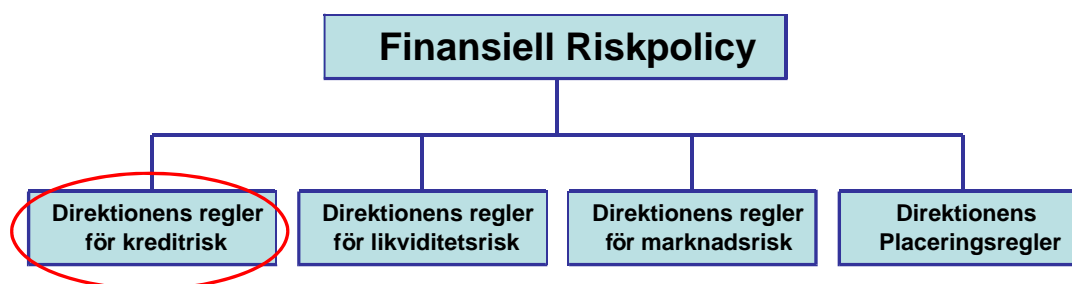 Finansiell Riskpolicy
Direktionens regler
för kreditrisk
Direktionens regler
för likviditetsrisk
Direktionens regler
för marknadsrisk
Direktionens
Placeringsregler